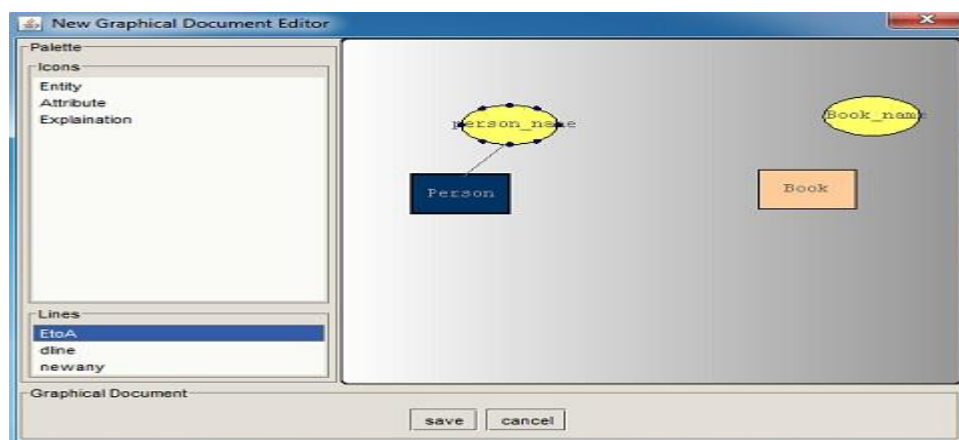 New Graphical Document Editor
Palette
Icons
Entity
Attribute
Explaination
Lines
EtoA
dline
newany
person_name
Book_name
Person
Book
Graphical Document
save
cancel